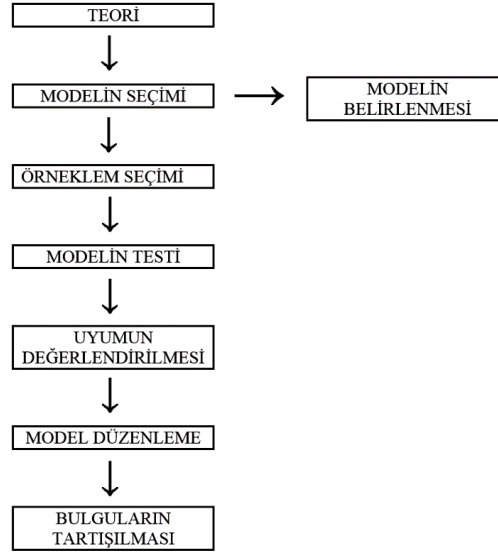 TEORİ
MODELİN SEÇİMİ
MODELİN
BELİRLENMESİ
ÖRNEKLEM SEÇİMİ
MODELİN TESTİ
UYUMUN
DEĞERLENDİRİLMESİ
MODEL DÜZENLEME
BULGULARIN
TARTIŞILMASI